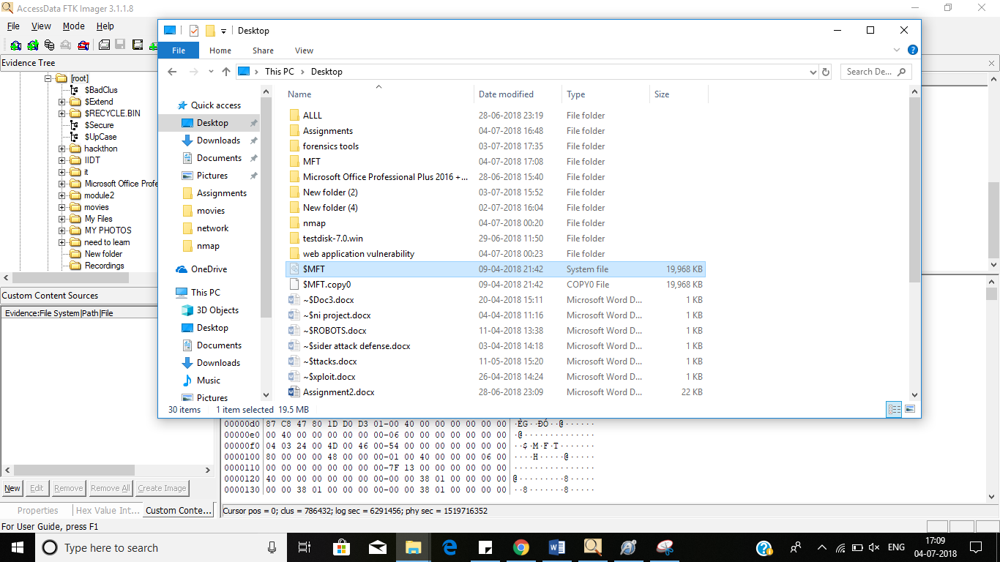 AccessData FTK Imager 3.1.1.8
File View Mode Help
Evidence Tree
[root]
$BadClus
$Extend
$RECYCLE.BIN
$Secure
$UpCase
hackthon
IIDT
it
Microsoft Office Profe
module2
movies
My Files
MY PHOTOS
need to learn
New folder
Recordings
Custom Content Sources
Evidence:File System|Path|File
New Edit Remove Remove All Create Image
Properties Hex Value Int... Custom Conte...
For User Guide, press F1
Desktop
File Home Share View
This PC > Desktop
Search De...
Quick access
Desktop
Downloads
Documents
Pictures
Assignments
movies
network
nmap
OneDrive
This PC
3D Objects
Desktop
Documents
Downloads
Music
Pictures
Name Date modified Type Size
ALLL 28-06-2018 23:19 File folder
Assignments 04-07-2018 16:48 File folder
forensics tools 03-07-2018 17:35 File folder
MFT 04-07-2018 17:08 File folder
Microsoft Office Professional Plus 2016 +... 28-06-2018 15:40 File folder
New folder (2) 03-07-2018 15:52 File folder
New folder (4) 02-07-2018 16:04 File folder
nmap 04-07-2018 00:20 File folder
testdisk-7.0.win 29-06-2018 11:50 File folder
web application vulnerability 04-07-2018 00:23 File folder
$MFT 09-04-2018 21:42 System file 19,968 KB
$MFT.copy0 09-04-2018 21:42 COPY0 File 19,968 KB
~$Doc3.docx 20-04-2018 15:11 Microsoft Word D... 1 KB
~$ni project.docx 04-04-2018 11:16 Microsoft Word D... 1 KB
~$ROBOTS.docx 11-04-2018 13:38 Microsoft Word D... 1 KB
~$sider attack defense.docx 03-04-2018 14:18 Microsoft Word D... 1 KB
~$ttacks.docx 11-05-2018 15:20 Microsoft Word D... 1 KB
~$xploit.docx 26-04-2018 14:24 Microsoft Word D... 1 KB
Assignment2.docx 28-06-2018 23:09 Microsoft Word D... 22 KB
30 items 1 item selected 19.5 MB
00000d0 87 C8 47 80 1D D0 D3 01-00 40 00 00 00 00 00 00 ·ÈG··ÐÓ··@······
00000e0 00 40 00 00 00 00 00 00-06 00 00 00 00 00 00 00 ·@··············
00000f0 04 03 24 00 4D 00 46 00-54 00 00 00 00 00 00 00 ··$·M·F·T·······
0000100 80 00 00 00 48 00 00 00-01 00 40 00 00 00 06 00 ····H·····@·····
0000110 00 00 00 00 00 00 00 00-7F 13 00 00 00 00 00 00 ················
0000120 40 00 00 00 00 00 00 00-00 00 38 01 00 00 00 00 @·········8·····
0000130 00 00 38 01 00 00 00 00-00 00 38 01 00 00 00 00 ··8·······8·····
Cursor pos = 0; clus = 786432; log sec = 6291456; phy sec = 1519716352
Type here to search
ENG
17:09
04-07-2018